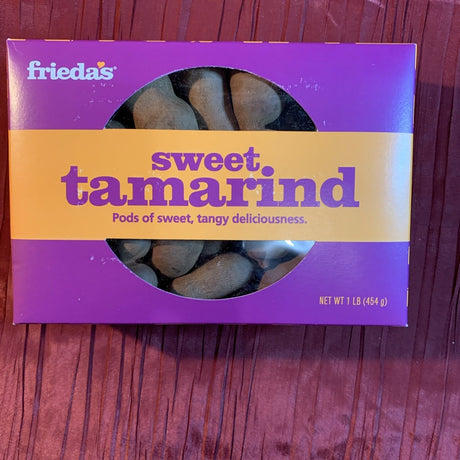 frieda's
sweet
tamarind
Pods of sweet, tangy deliciousness.
NET WT 1 LB (454 g)